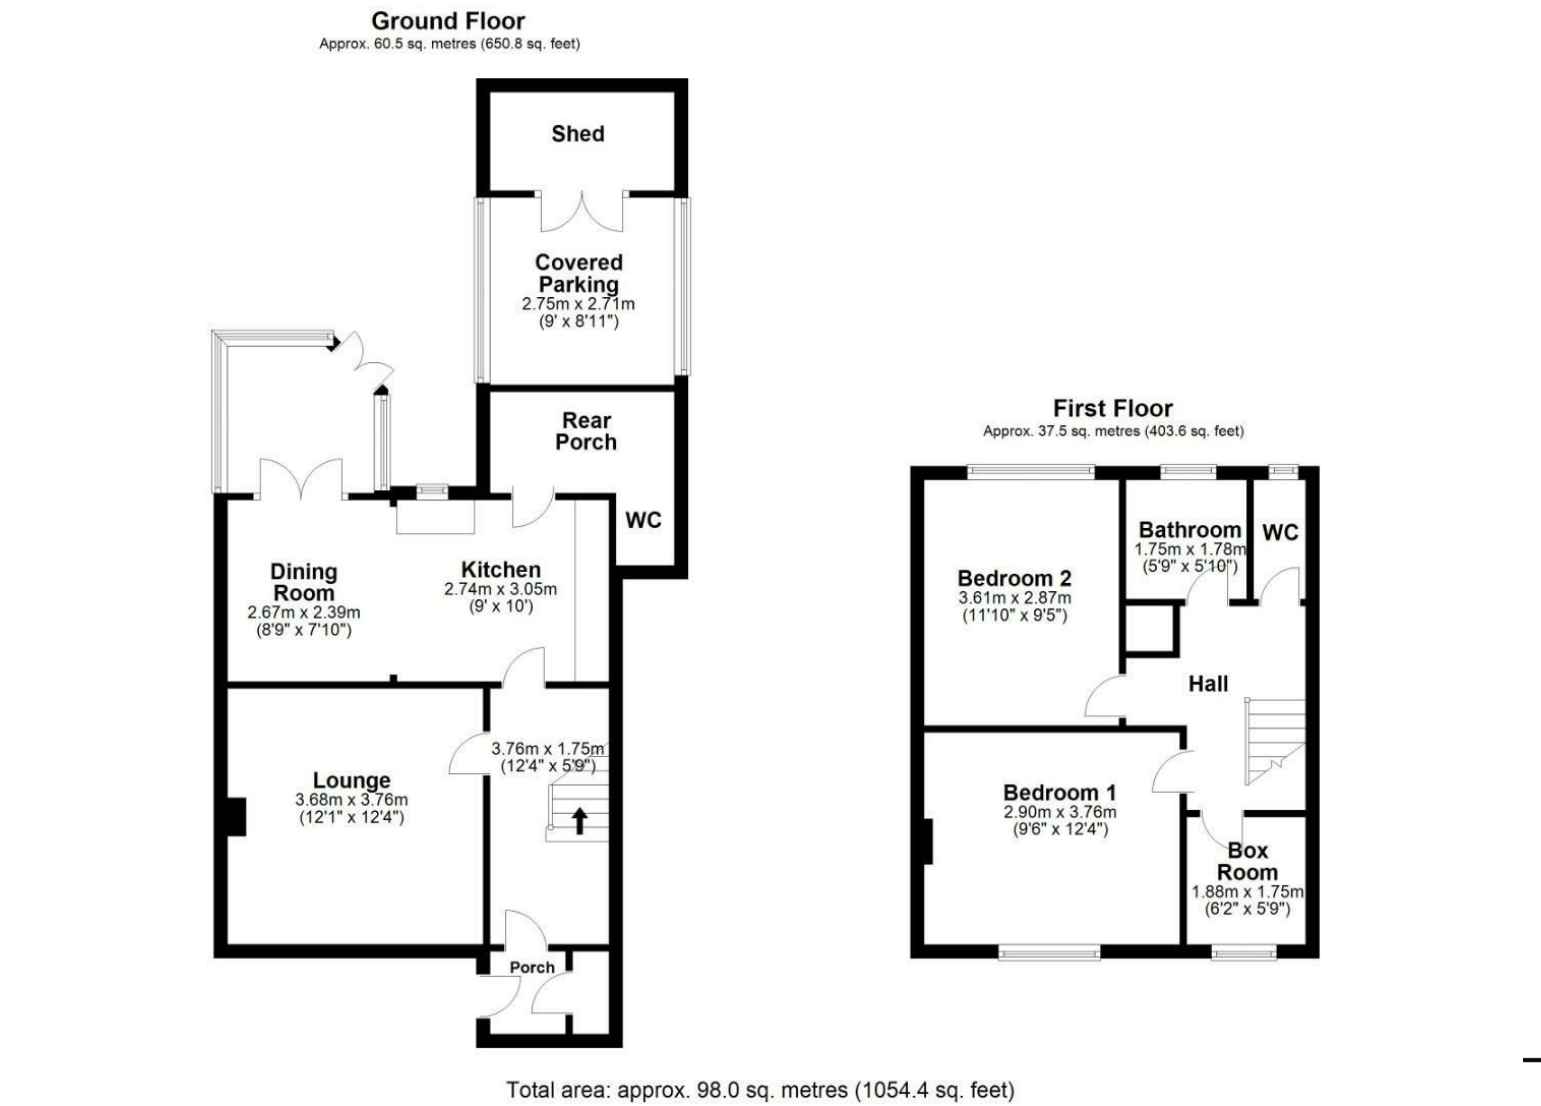 Ground Floor
Approx. 60.5 sq. metres (650.8 sq. feet)
Shed
Covered
Parking
2.75m x 2.71m
(9' x 8'11")
Rear
Porch
WC
Dining
Room
2.67m x 2.39m
(8'9" x 7'10")
Kitchen
2.74m x 3.05m
(9' x 10')
3.76m x 1.75m
(12'4" x 5'9")
Lounge
3.68m x 3.76m
(12'1" x 12'4")
Porch
First Floor
Approx. 37.5 sq. metres (403.6 sq. feet)
Bathroom
1.75m x 1.78m
(5'9" x 5'10")
WC
Bedroom 2
3.61m x 2.87m
(11'10" x 9'5")
Hall
Bedroom 1
2.90m x 3.76m
(9'6" x 12'4")
Box
Room
1.88m x 1.75m
(6'2" x 5'9")
Total area: approx. 98.0 sq. metres (1054.4 sq. feet)